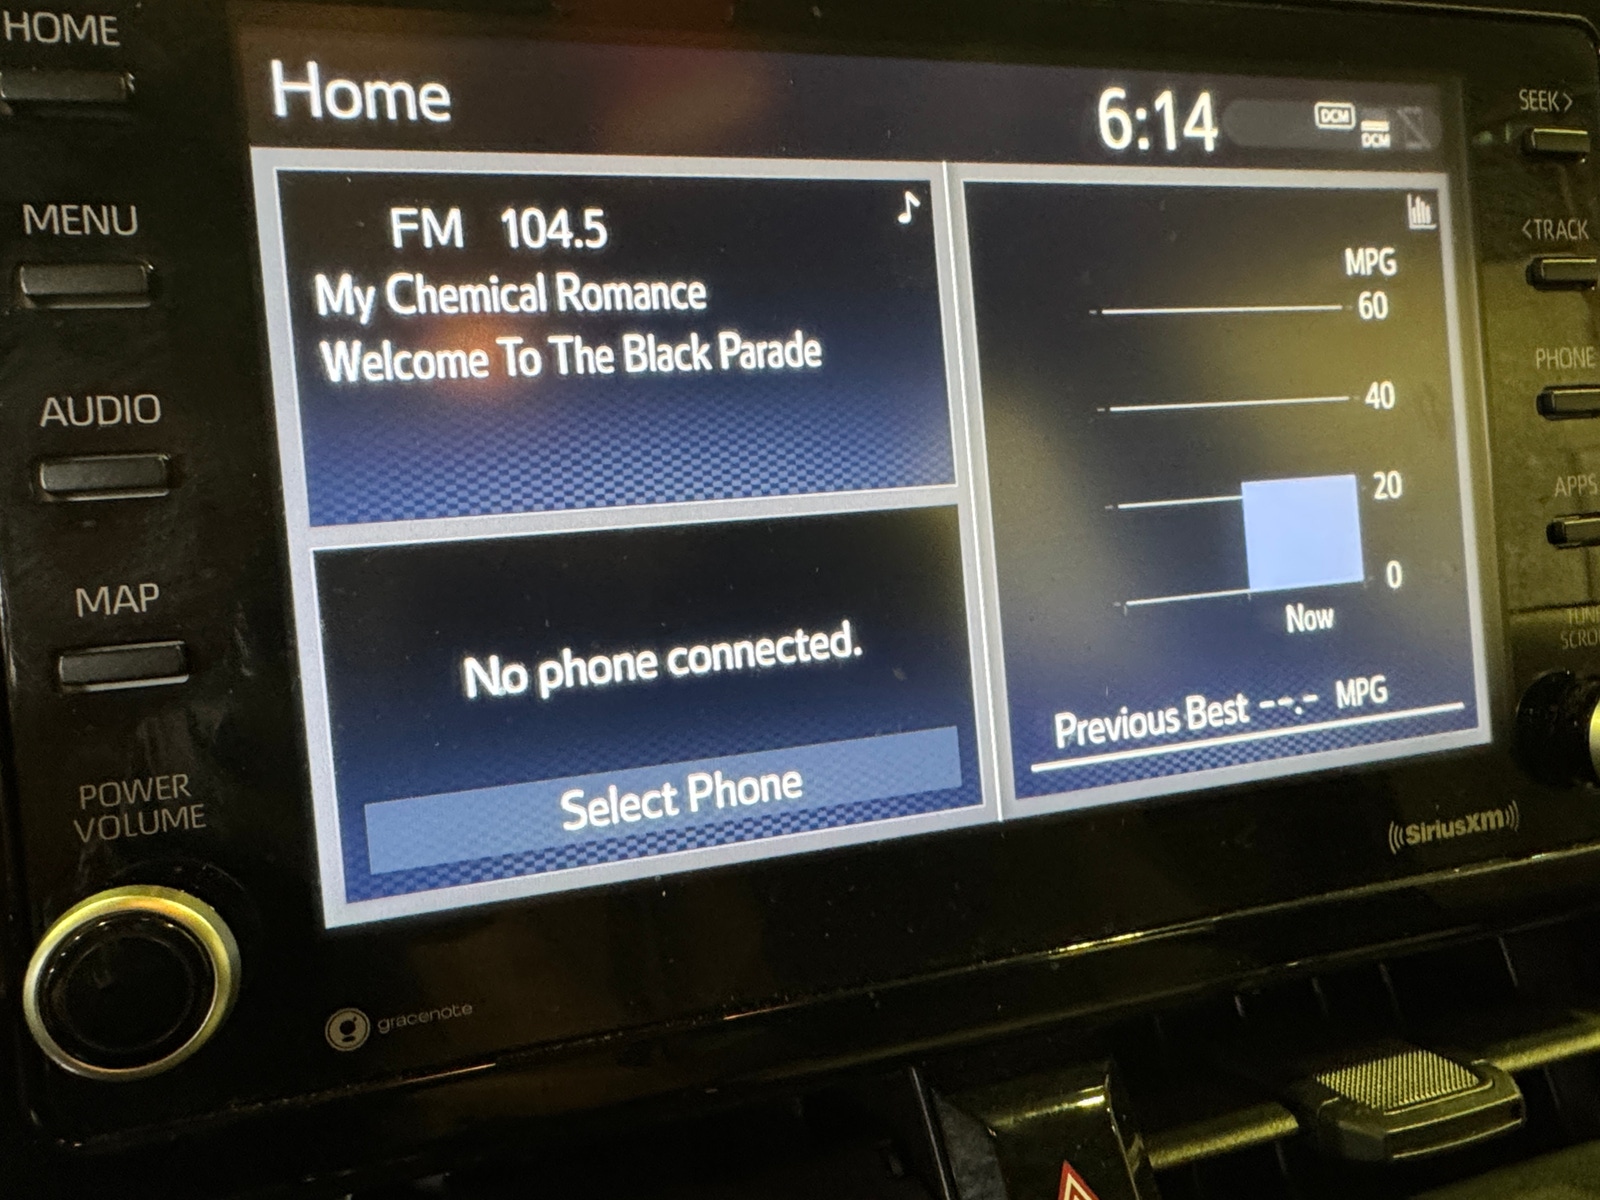 HOME
MENU
AUDIO
MAP
POWER
VOLUME
Home
6:14
DCM
DCM
FM 104.5
My Chemical Romance
Welcome To The Black Parade
No phone connected.
Select Phone
MPG
60
40
20
0
Now
Previous Best --.- MPG
SEEK>
<TRACK
PHONE
APPS
SCRO
((SiriusXM))
gracenote